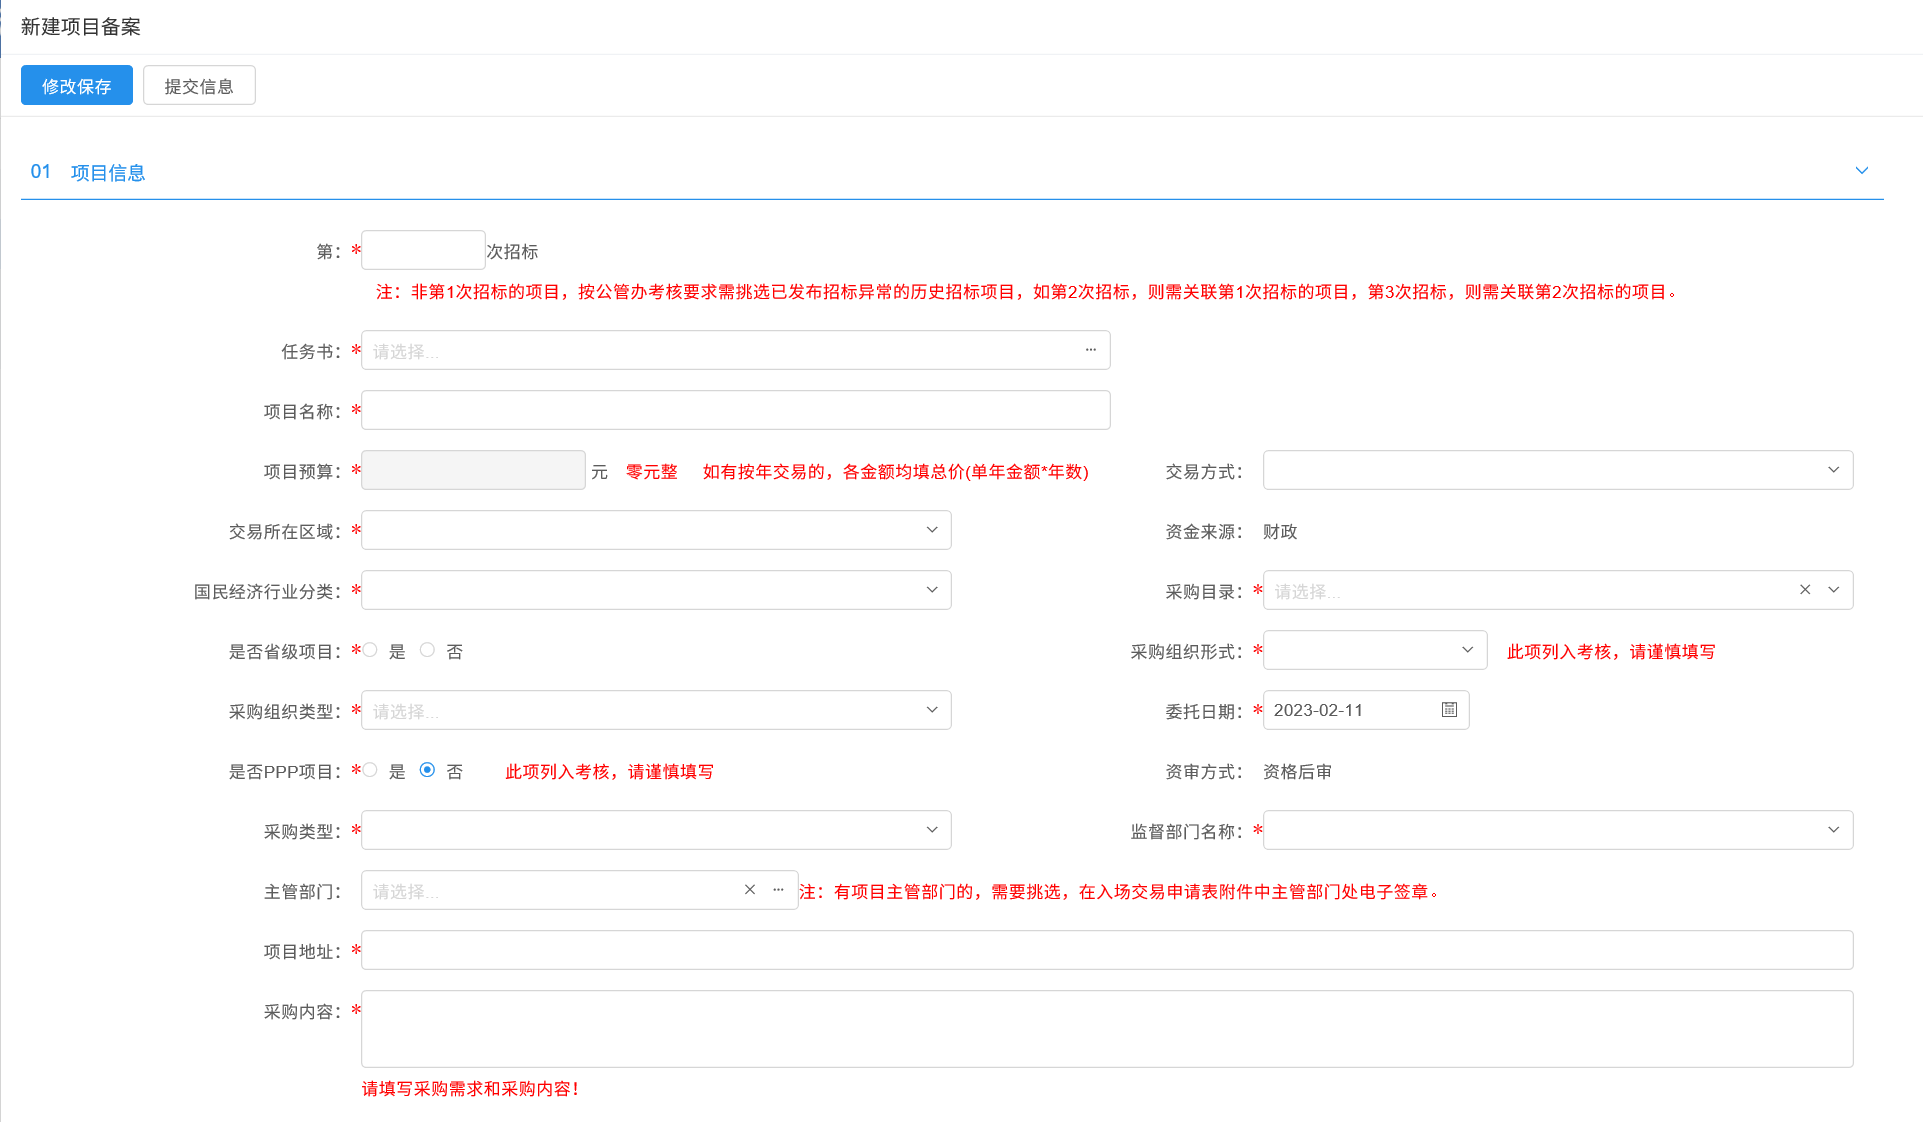 新建项目备案
修改保存 提交信息
01 项目信息
第： * 次招标
注：非第1次招标的项目，按公管办考核要求需挑选已发布招标异常的历史招标项目，如第2次招标，则需关联第1次招标的项目，第3次招标，则需关联第2次招标的项目。
任务书： * 请选择... ...
项目名称： *
项目预算： * 元 零元整 如有按年交易的，各金额均填总价(单年金额*年数) 交易方式：
交易所在区域： * 资金来源： 财政
国民经济行业分类： * 采购目录： * 请选择...
是否省级项目： * 是 否 采购组织形式： * 此项列入考核，请谨慎填写
采购组织类型： * 请选择... 委托日期： * 2023-02-11
是否PPP项目： * 是 否 此项列入考核，请谨慎填写 资审方式： 资格后审
采购类型： * 监督部门名称： *
主管部门： 请选择... ... 注：有项目主管部门的，需要挑选，在入场交易申请表附件中主管部门处电子签章。
项目地址： *
采购内容： *
请填写采购需求和采购内容！